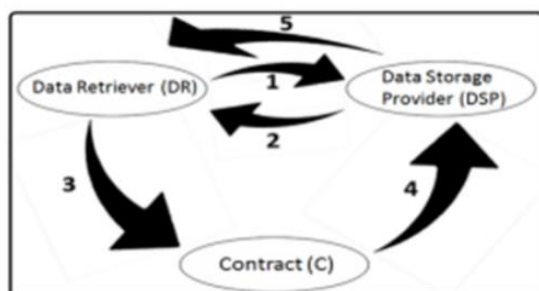 5
Data Retriever (DR)
1
Data Storage
Provider (DSP)
2
3
4
Contract (C)